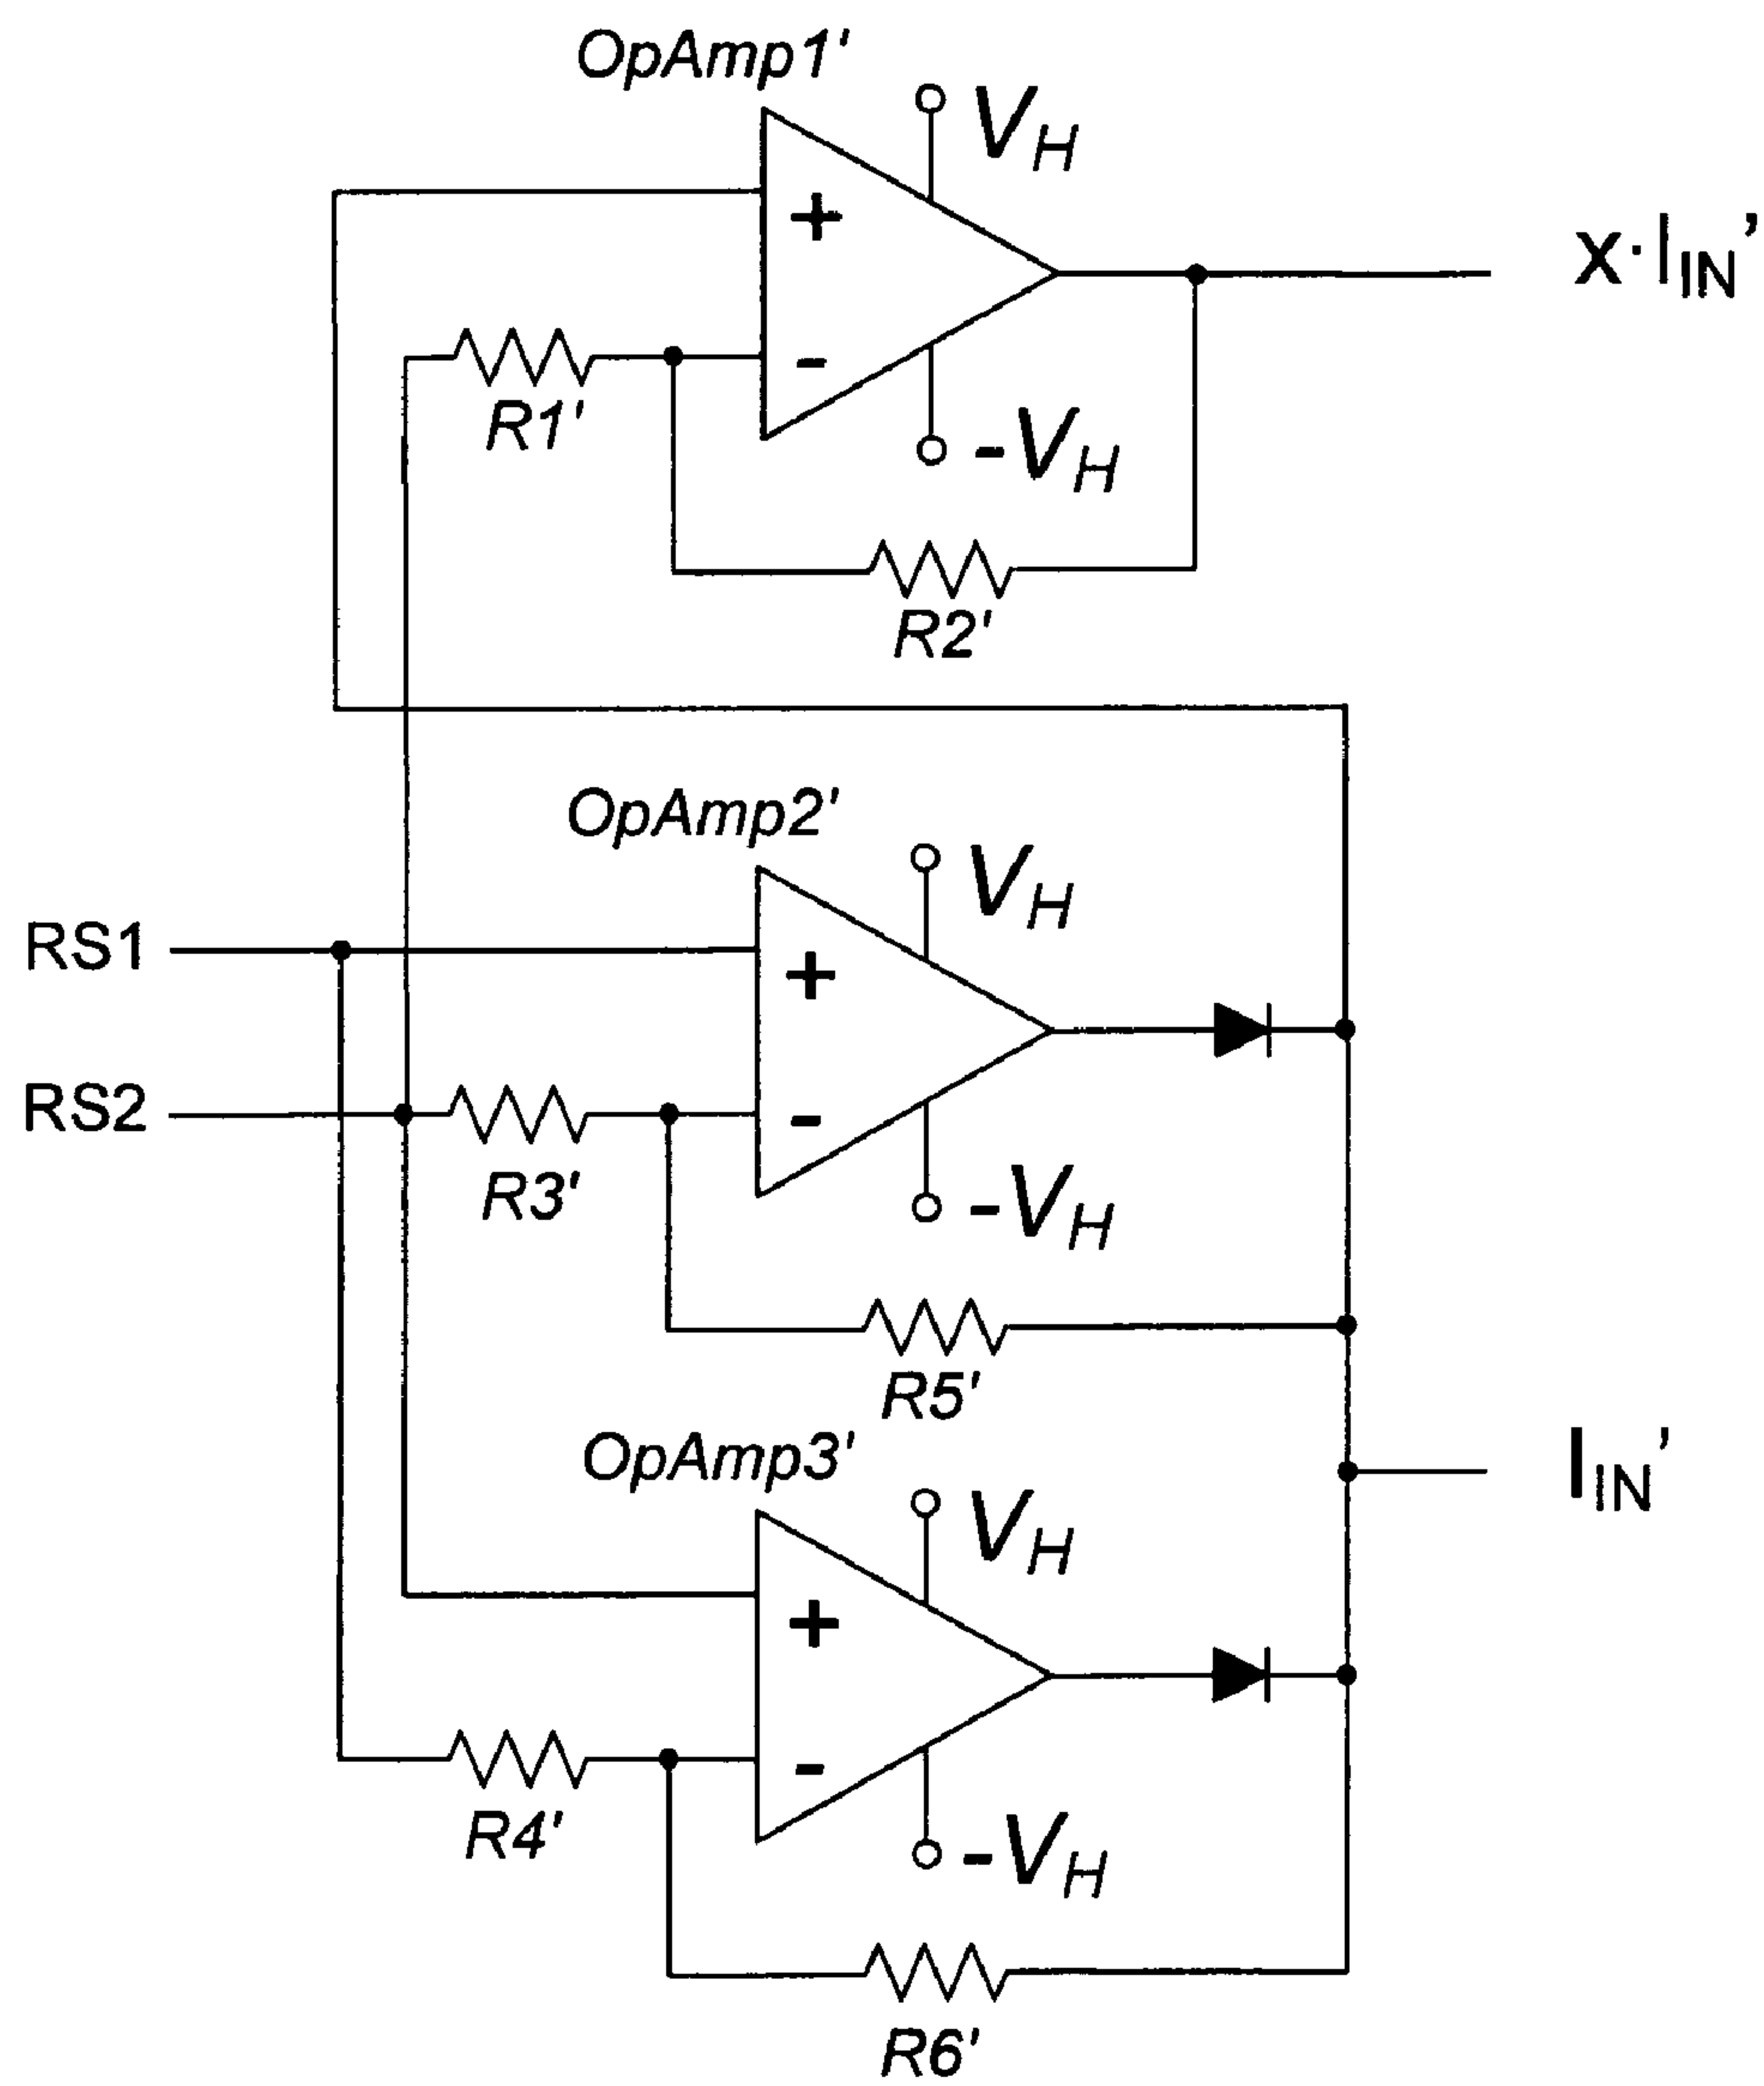 OpAmp1'
V_H
+
x·I_IN’
-
R1'
-V_H
R2'
OpAmp2'
V_H
RS1
+
RS2
-
R3'
-V_H
R5'
OpAmp3'
I_IN’
V_H
+
-
R4'
-V_H
R6'